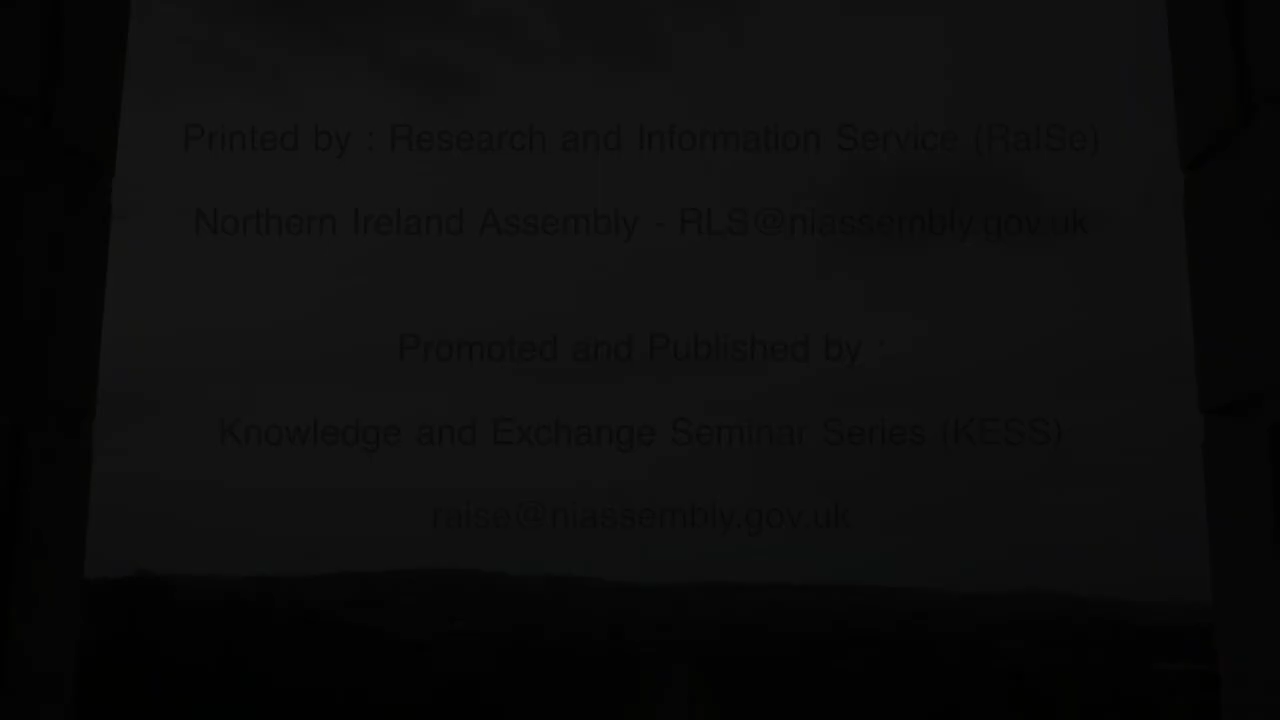 Printed by : Research and Information Service (RaISe)
Northern Ireland Assembly - RLS@niassembly.gov.uk
Promoted and Published by :
Knowledge and Exchange Seminar Series (KESS)
raise@niassembly.gov.uk